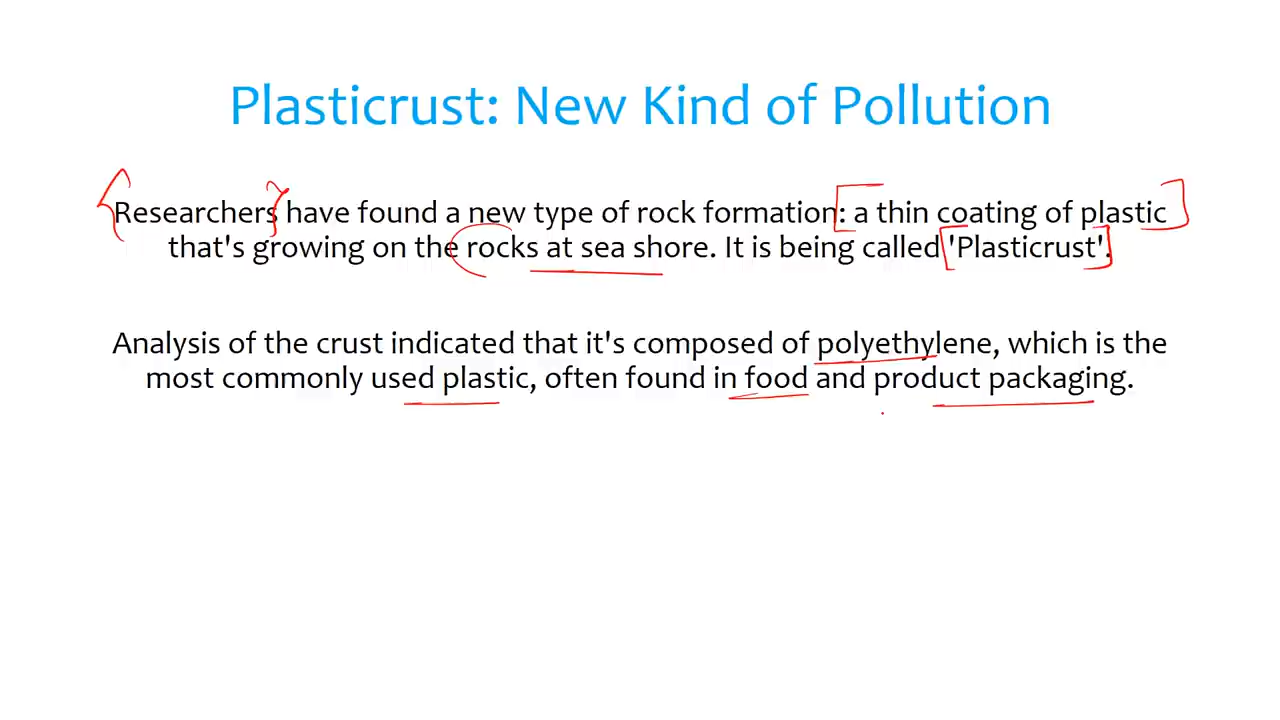 Plasticrust: New Kind of Pollution
Researchers have found a new type of rock formation: a thin coating of plastic
that's growing on the rocks at sea shore. It is being called 'Plasticrust'.
Analysis of the crust indicated that it's composed of polyethylene, which is the
most commonly used plastic, often found in food and product packaging.